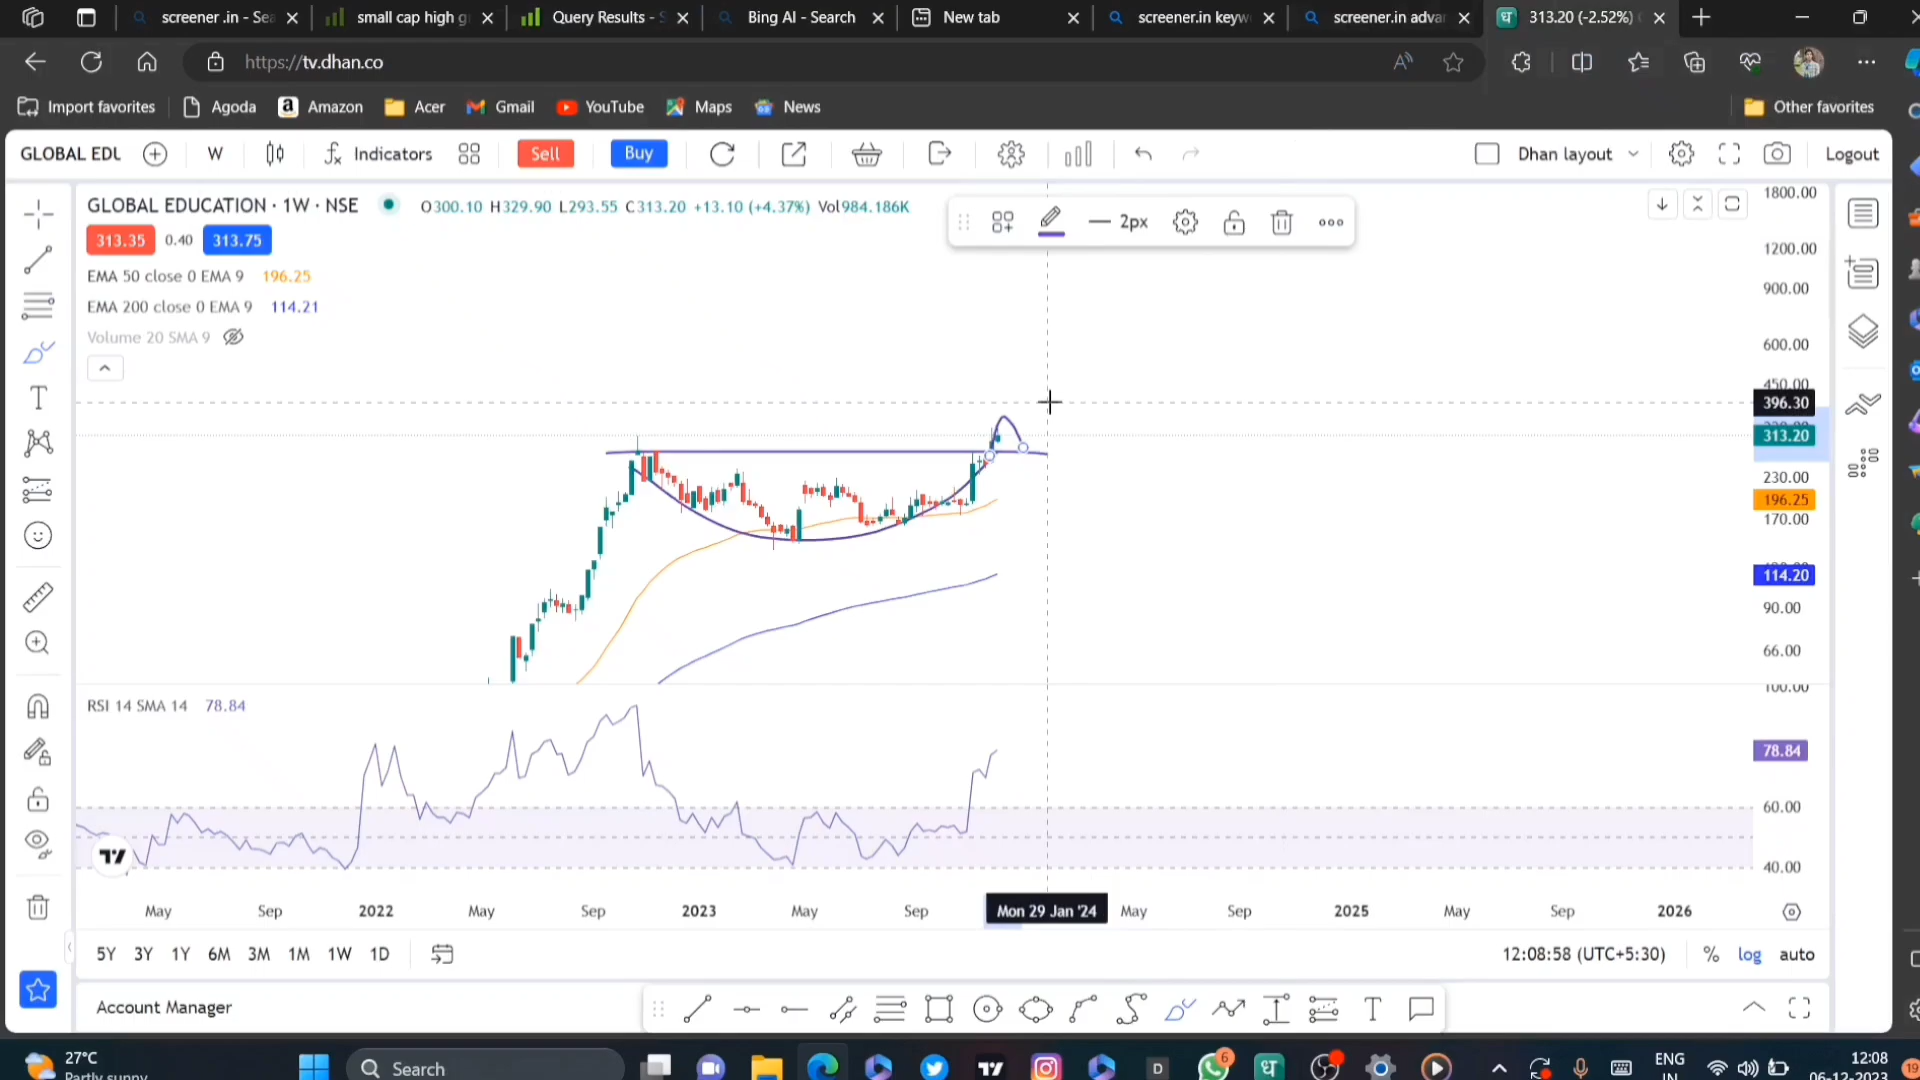 screener .in - Sea
small cap high g
Query Results - S
Bing AI - Search
New tab
screener.in keyw
screener.in advan
313.20 (-2.52%)
https://tv.dhan.co
Import favorites
Agoda
Amazon
Acer
Gmail
YouTube
Maps
News
Other favorites
GLOBAL EDU
W
Indicators
Sell
Buy
Dhan layout
Logout
GLOBAL EDUCATION · 1W · NSE
O300.10 H329.90 L293.55 C313.20 +13.10 (+4.37%) Vol984.186K
2px
313.35 0.40 313.75
EMA 50 close 0 EMA 9 196.25
EMA 200 close 0 EMA 9 114.21
Volume 20 SMA 9
1800.00
1200.00
900.00
600.00
450.00
396.30
313.20
230.00
196.25
170.00
114.20
90.00
66.00
RSI 14 SMA 14 78.84
100.00
78.84
60.00
40.00
May Sep 2022 May Sep 2023 May Sep Mon 29 Jan '24 May Sep 2025 May Sep 2026
5Y 3Y 1Y 6M 3M 1M 1W 1D
12:08:58 (UTC+5:30) % log auto
Account Manager
27°C
Partly sunny
Search
6
D
ENG
IN
12:08
06-12-2023
19